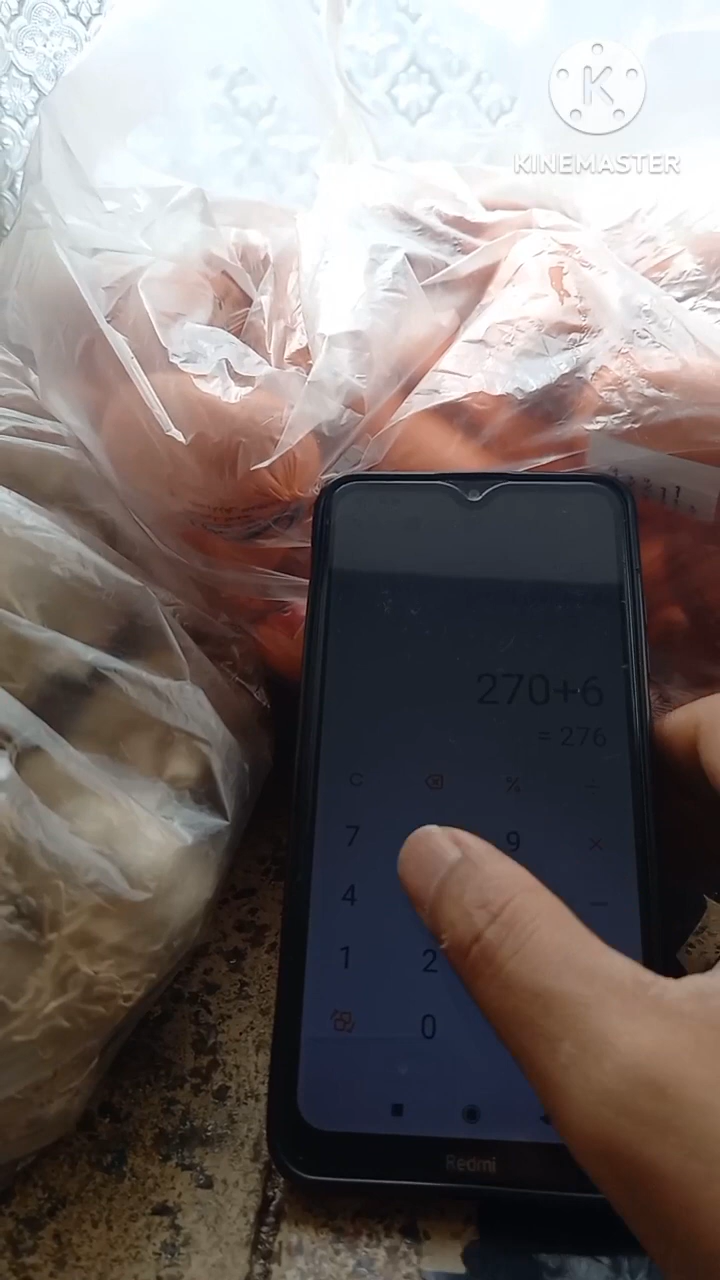 K
KINEMASTER
270+6
= 276
C % ÷
7 9 ×
4 −
1 2
0
Redmi